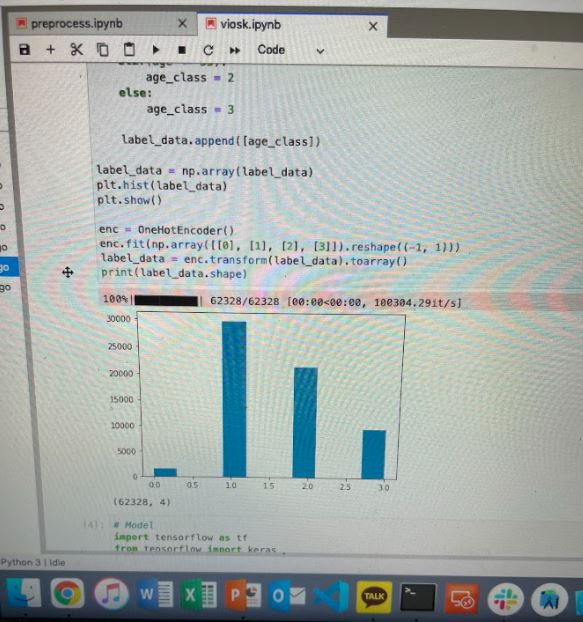 preprocess.ipynb
viosk.ipynb
Code
age_class = 2
else:
age_class = 3
label_data.append([age_class])
label_data = np.array(label_data)
plt.hist(label_data)
plt.show()
enc = OneHotEncoder()
enc.fit(np.array([[0], [1], [2], [3]]).reshape((-1, 1)))
label_data = enc.transform(label_data).toarray()
print(label_data.shape)
100%|██████████| 62328/62328 [00:00<00:00, 100304.29it/s]
30000
25000
20000
15000
10000
5000
0
0.0 0.5 1.0 1.5 2.0 2.5 3.0
(62328, 4)
[4]: # Model
import tensorflow as tf
from tensorflow import keras
Python 3 | Idle
TALK